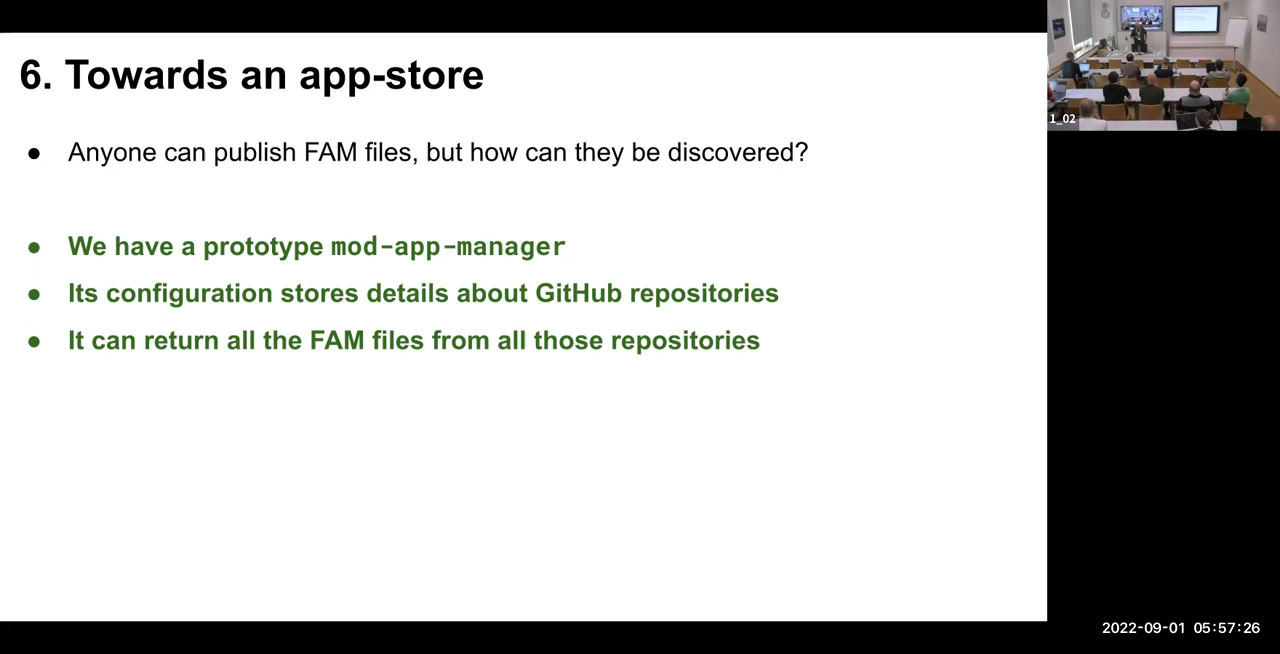 6. Towards an app-store
● Anyone can publish FAM files, but how can they be discovered?
● We have a prototype mod-app-manager
● Its configuration stores details about GitHub repositories
● It can return all the FAM files from all those repositories
1_02
2022-09-01 05:57:26